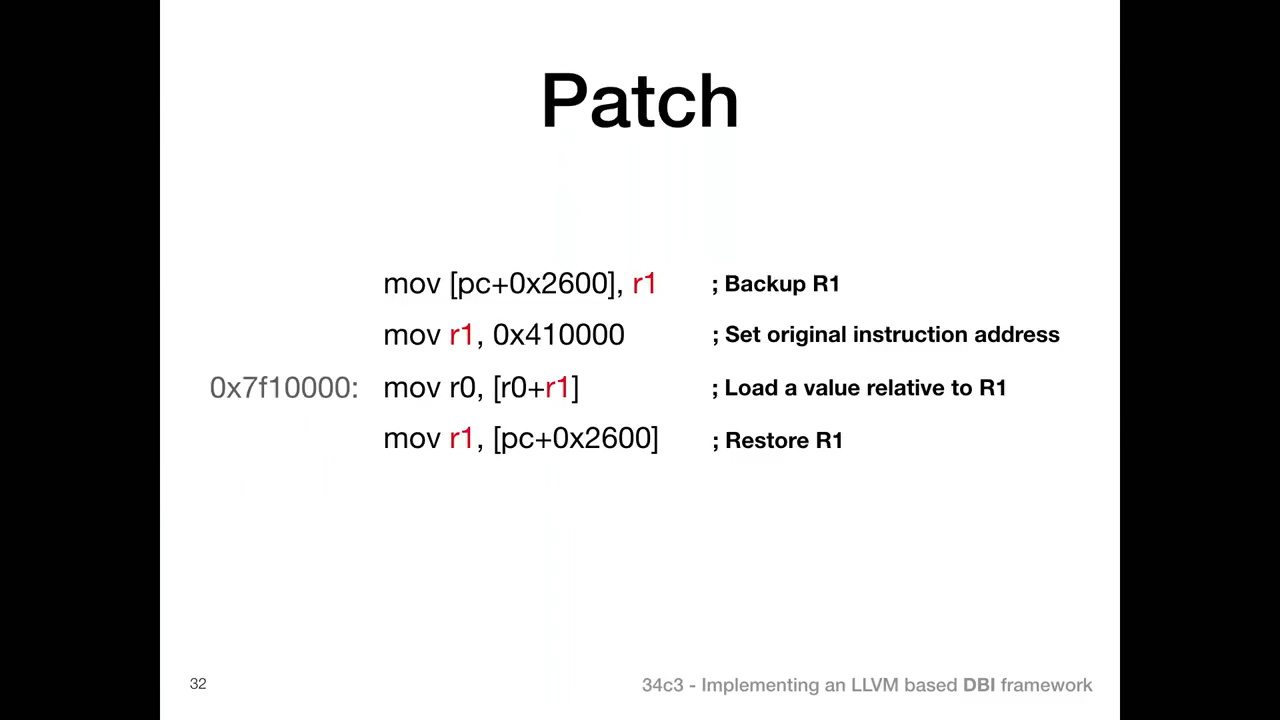 Patch
mov [pc+0x2600], r1 ; Backup R1
mov r1, 0x410000 ; Set original instruction address
0x7f10000: mov r0, [r0+r1] ; Load a value relative to R1
mov r1, [pc+0x2600] ; Restore R1
32 34c3 - Implementing an LLVM based DBI framework